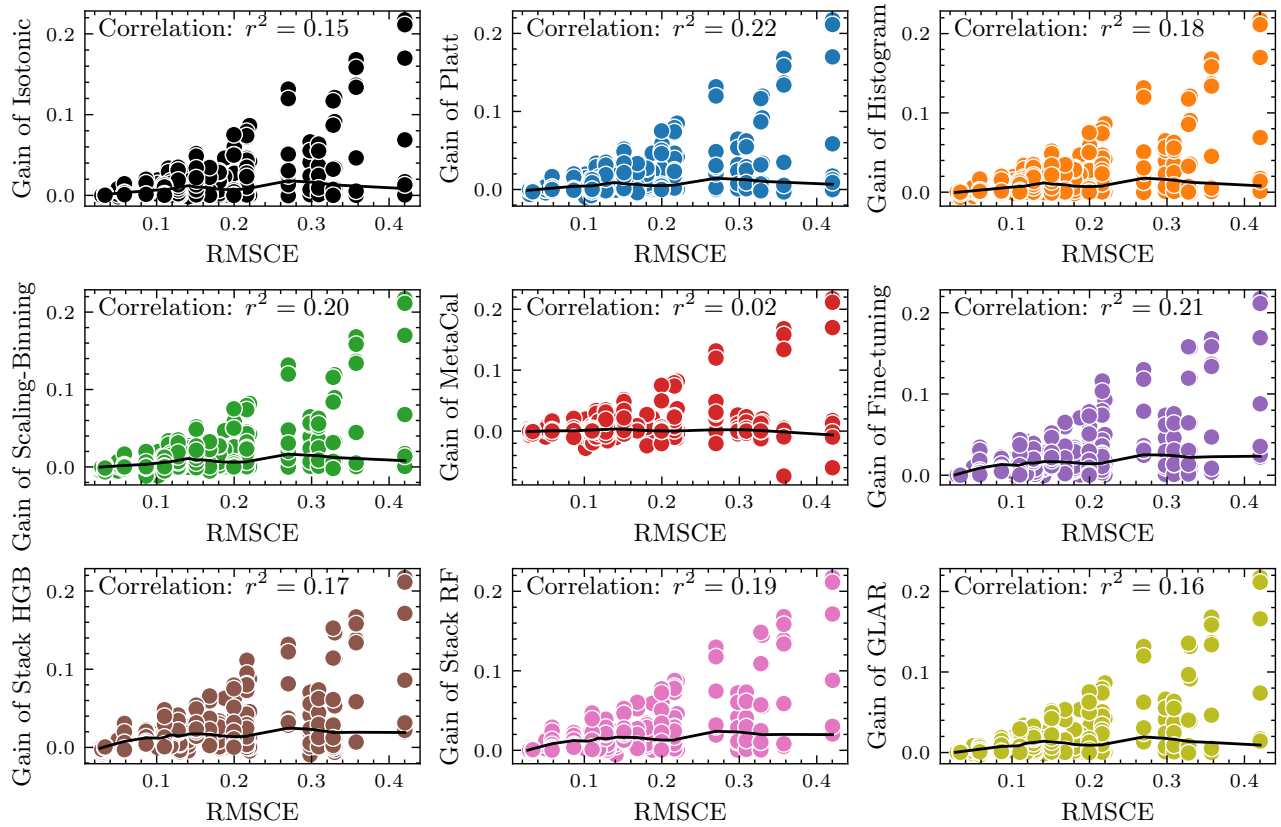 Gain of Isotonic
Correlation: r² = 0.15
0.2
0.1
0.0
0.1 0.2 0.3 0.4
RMSCE
Gain of Platt
Correlation: r² = 0.22
0.2
0.1
0.0
0.1 0.2 0.3 0.4
RMSCE
Gain of Histogram
Correlation: r² = 0.18
0.2
0.1
0.0
0.1 0.2 0.3 0.4
RMSCE
Gain of Scaling-Binning
Correlation: r² = 0.20
0.2
0.1
0.0
0.1 0.2 0.3 0.4
RMSCE
Gain of MetaCal
Correlation: r² = 0.02
0.2
0.1
0.0
0.1 0.2 0.3 0.4
RMSCE
Gain of Fine-tuning
Correlation: r² = 0.21
0.2
0.1
0.0
0.1 0.2 0.3 0.4
RMSCE
Gain of Stack HGB
Correlation: r² = 0.17
0.2
0.1
0.0
0.1 0.2 0.3 0.4
RMSCE
Gain of Stack RF
Correlation: r² = 0.19
0.2
0.1
0.0
0.1 0.2 0.3 0.4
RMSCE
Gain of GLAR
Correlation: r² = 0.16
0.2
0.1
0.0
0.1 0.2 0.3 0.4
RMSCE